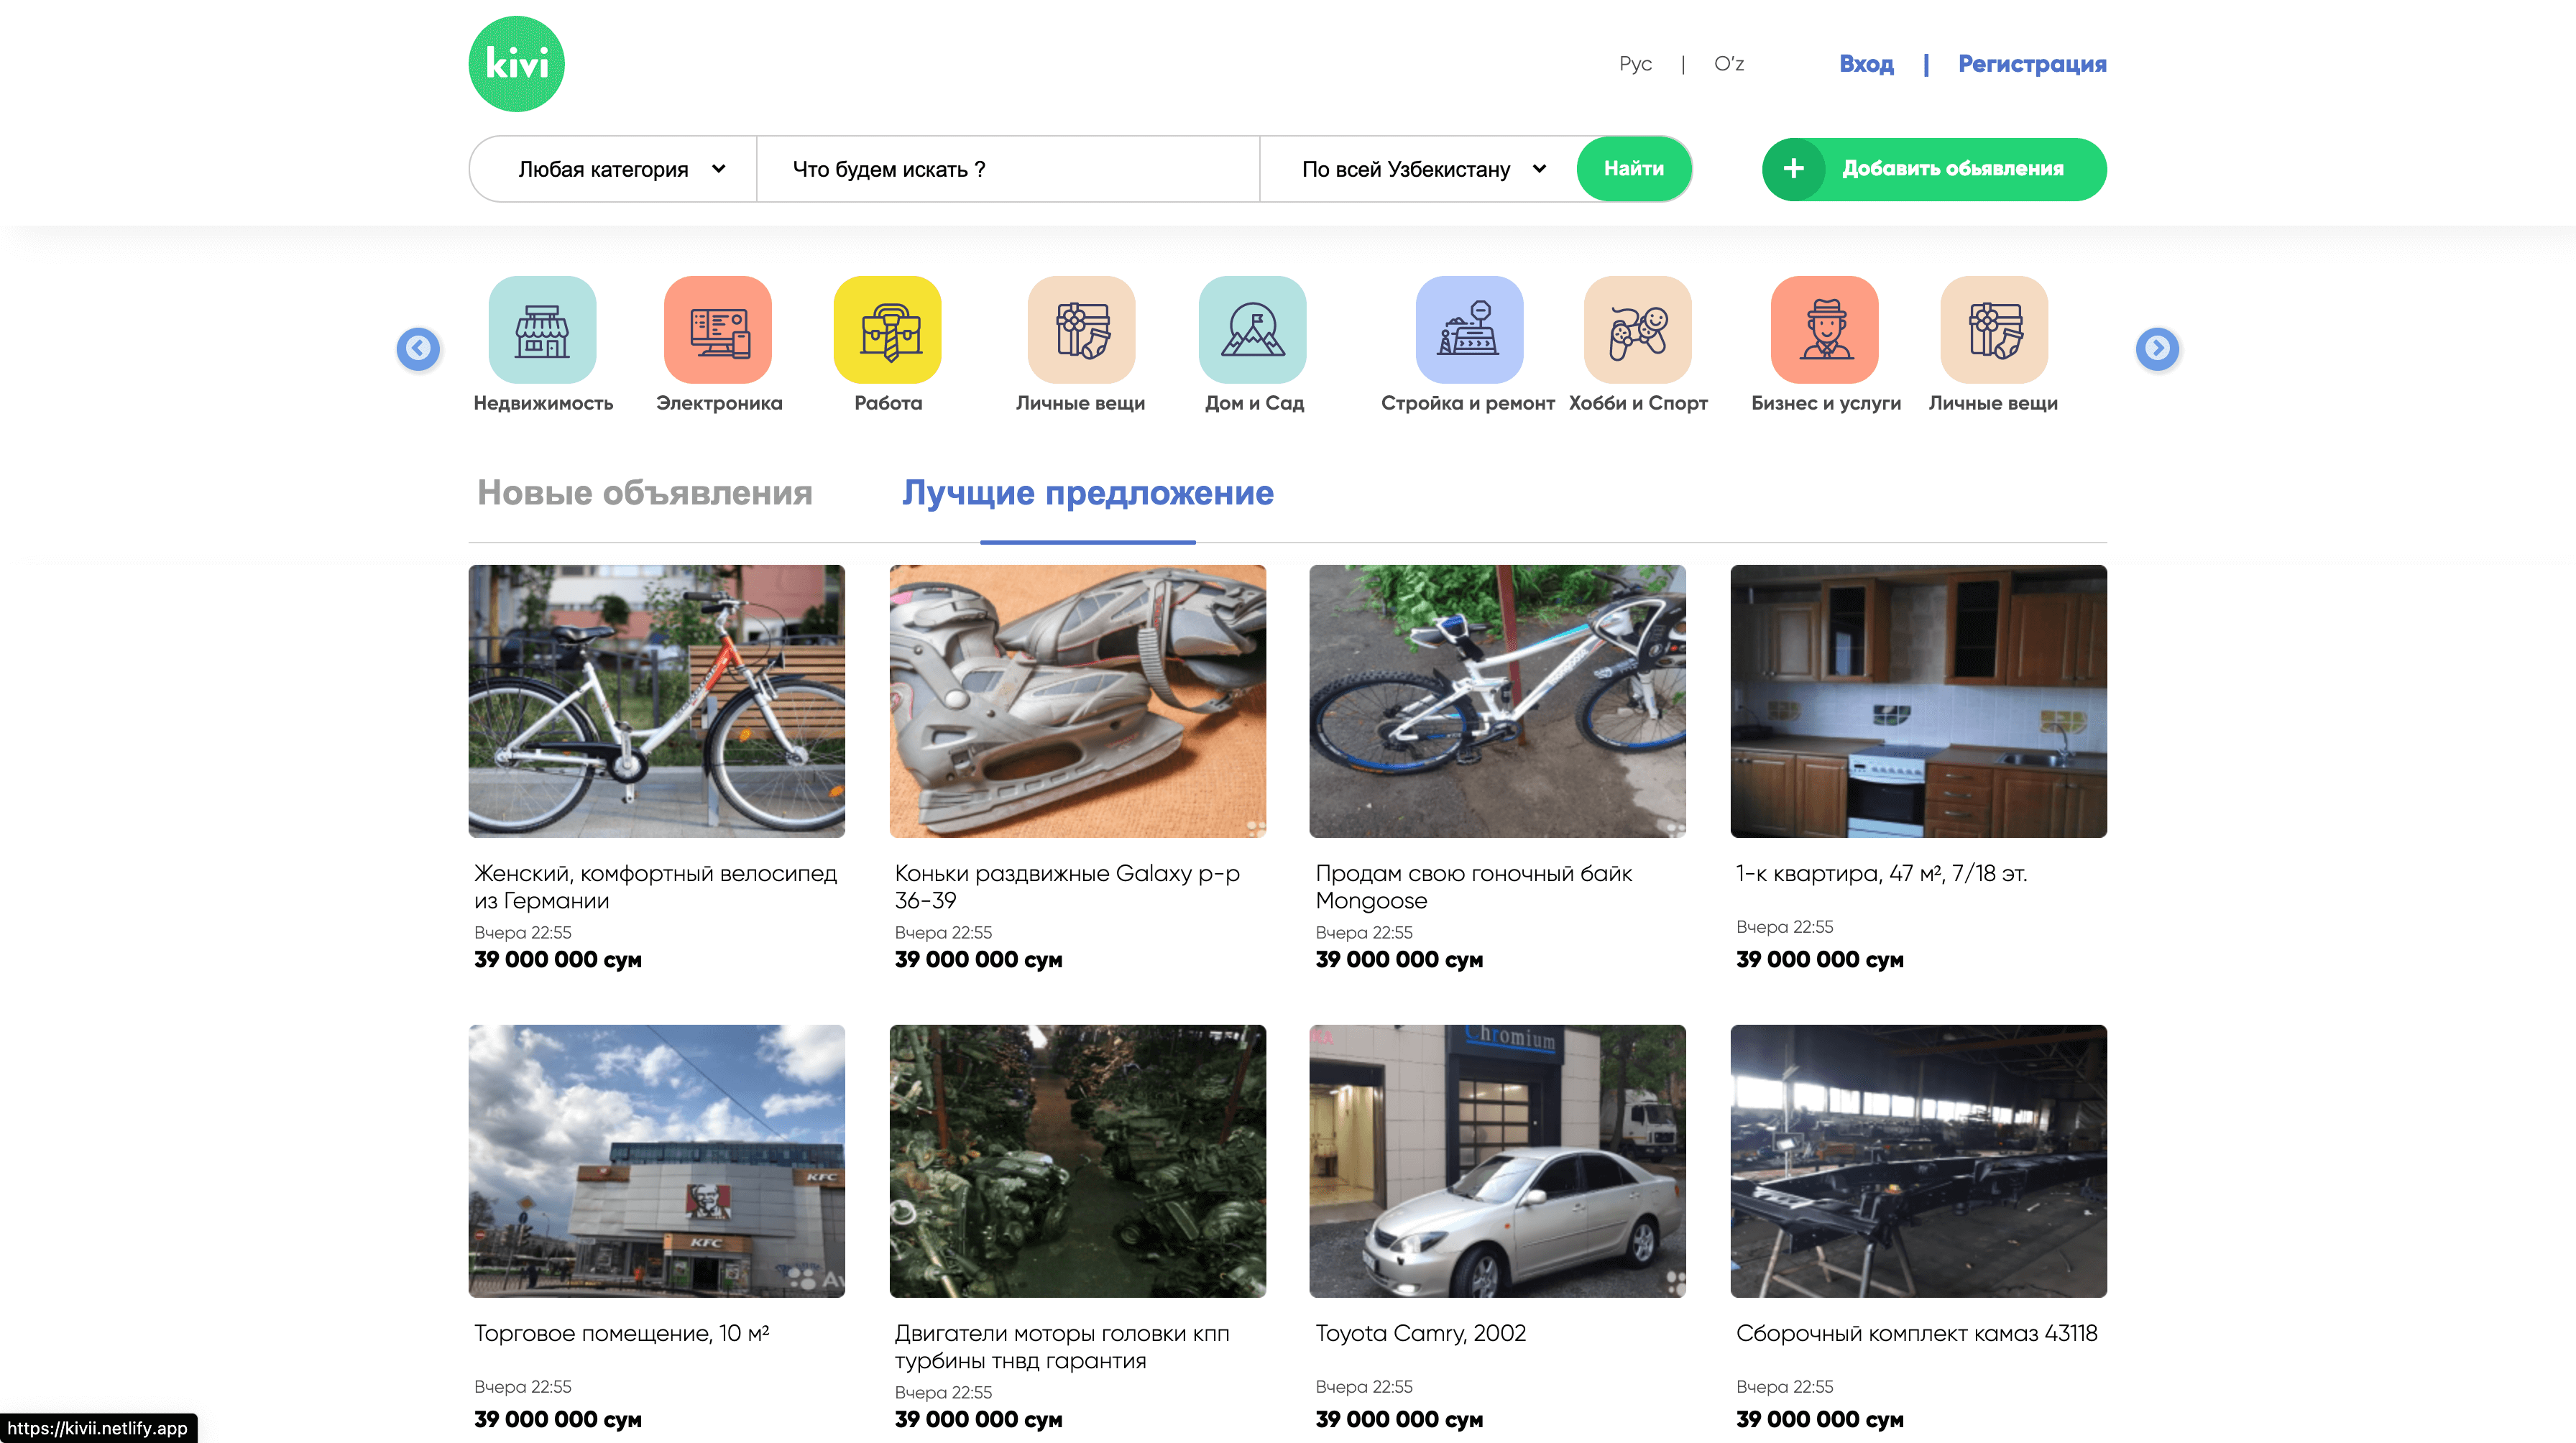 kivi
Рус | O'z Вход | Регистрация
Любая категория Что будем искать ? По всей Узбекистану Найти + Добавить обьявления
Недвижимость Электроника Работа Личные вещи Дом и Сад Стройка и ремонт Хобби и Спорт Бизнес и услуги Личные вещи
Новые объявления Лучщие предложение
Женский, комфортный велосипед
из Германии
Вчера 22:55
39 000 000 сум
Коньки раздвижные Galaxy р-р
36-39
Вчера 22:55
39 000 000 сум
Продам свою гоночный байк
Mongoose
Вчера 22:55
39 000 000 сум
1-к квартира, 47 м², 7/18 эт.
Вчера 22:55
39 000 000 сум
KFC
KFC
Торговое помещение, 10 м²
Вчера 22:55
39 000 000 сум
Двигатели моторы головки кпп
турбины тнвд гарантия
Вчера 22:55
39 000 000 сум
Chromium
Toyota Camry, 2002
Вчера 22:55
39 000 000 сум
Сборочный комплект камаз 43118
Вчера 22:55
39 000 000 сум
https://kivii.netlify.app